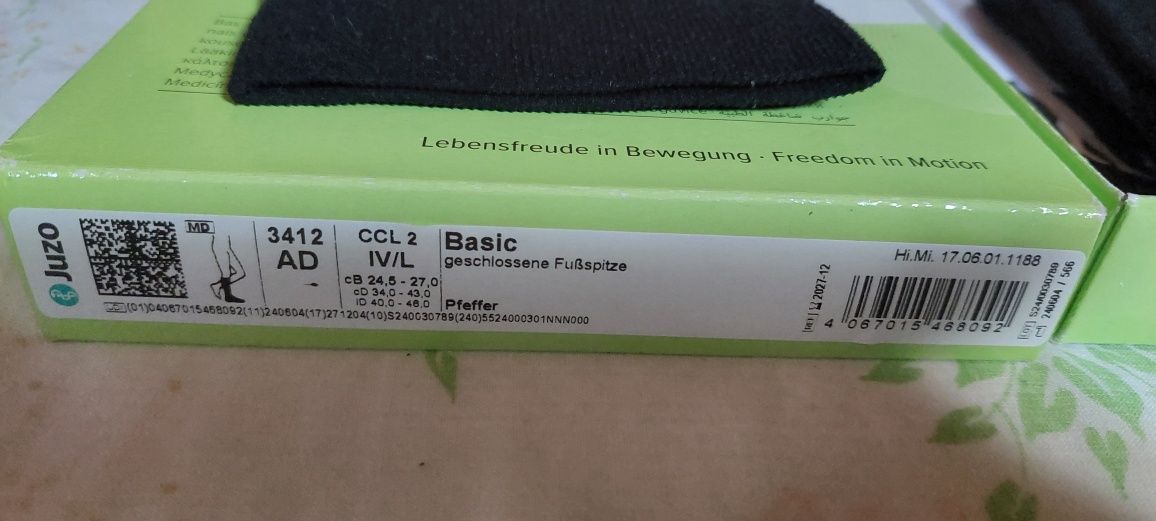 Medicin
Lebensfreude in Bewegung · Freedom in Motion
Juzo
MD
3412
AD
CCL 2
IV/L
cB 24,5 - 27,0
cD 34,0 - 43,0
lD 40,0 - 46,0
Basic
geschlossene Fußspitze
Pfeffer
Hi.Mi. 17.06.01.1188
2027-12
4 067015 468092
S240030789
240604 / 566
(01)04067015468092(11)240604(17)271204(10)S240030789(240)5524000301NNN000